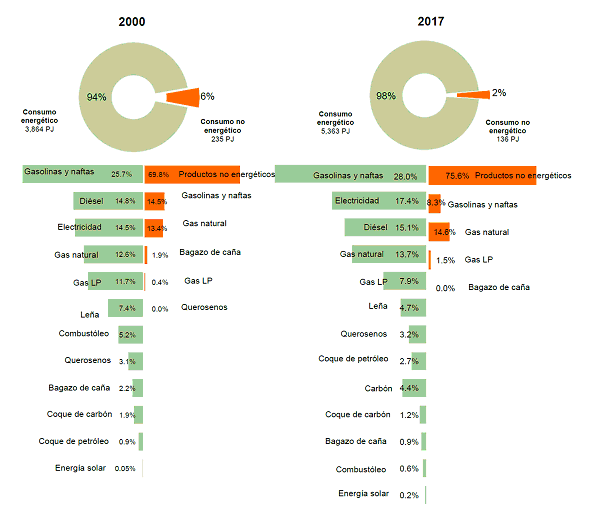 2000
94%
6%
Consumo
energético
3,864 PJ
Consumo no
energético
235 PJ
Gasolinas y naftas 25.7% 69.8% Productos no energéticos
Diésel 14.8% 14.5% Gasolinas y naftas
Electricidad 14.5% 13.4% Gas natural
Gas natural 12.6% 1.9% Bagazo de caña
Gas LP 11.7% 0.4% Gas LP
Leña 7.4% 0.0% Querosenos
Combustóleo 5.2%
Querosenos 3.1%
Bagazo de caña 2.2%
Coque de carbón 1.9%
Coque de petróleo 0.9%
Energía solar 0.05%
2017
98%
2%
Consumo
energético
5,363 PJ
Consumo no
energético
136 PJ
Gasolinas y naftas 28.0% 75.6% Productos no energéticos
Electricidad 17.4% 8.3% Gasolinas y naftas
Diésel 15.1% 14.6% Gas natural
Gas natural 13.7% 1.5% Gas LP
Gas LP 7.9% 0.0% Bagazo de caña
Leña 4.7%
Querosenos 3.2%
Coque de petróleo 2.7%
Carbón 4.4%
Coque de carbón 1.2%
Bagazo de caña 0.9%
Combustóleo 0.6%
Energía solar 0.2%